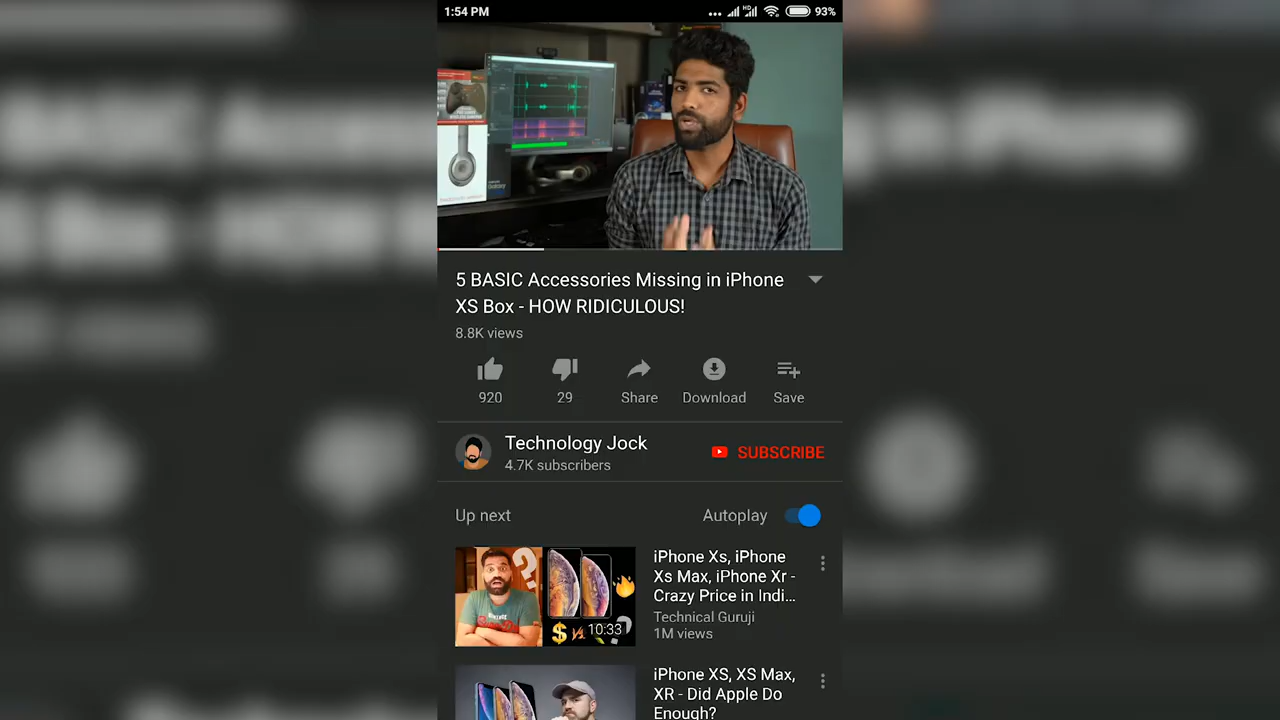 1:54 PM
HD
93%
5 BASIC Accessories Missing in iPhone
XS Box - HOW RIDICULOUS!
8.8K views
920
29
Share
Download
Save
Technology Jock
4.7K subscribers
SUBSCRIBE
Up next
Autoplay
iPhone Xs, iPhone
Xs Max, iPhone Xr -
Crazy Price in Indi...
Technical Guruji
1M views
10:33
iPhone XS, XS Max,
XR - Did Apple Do
Enough?